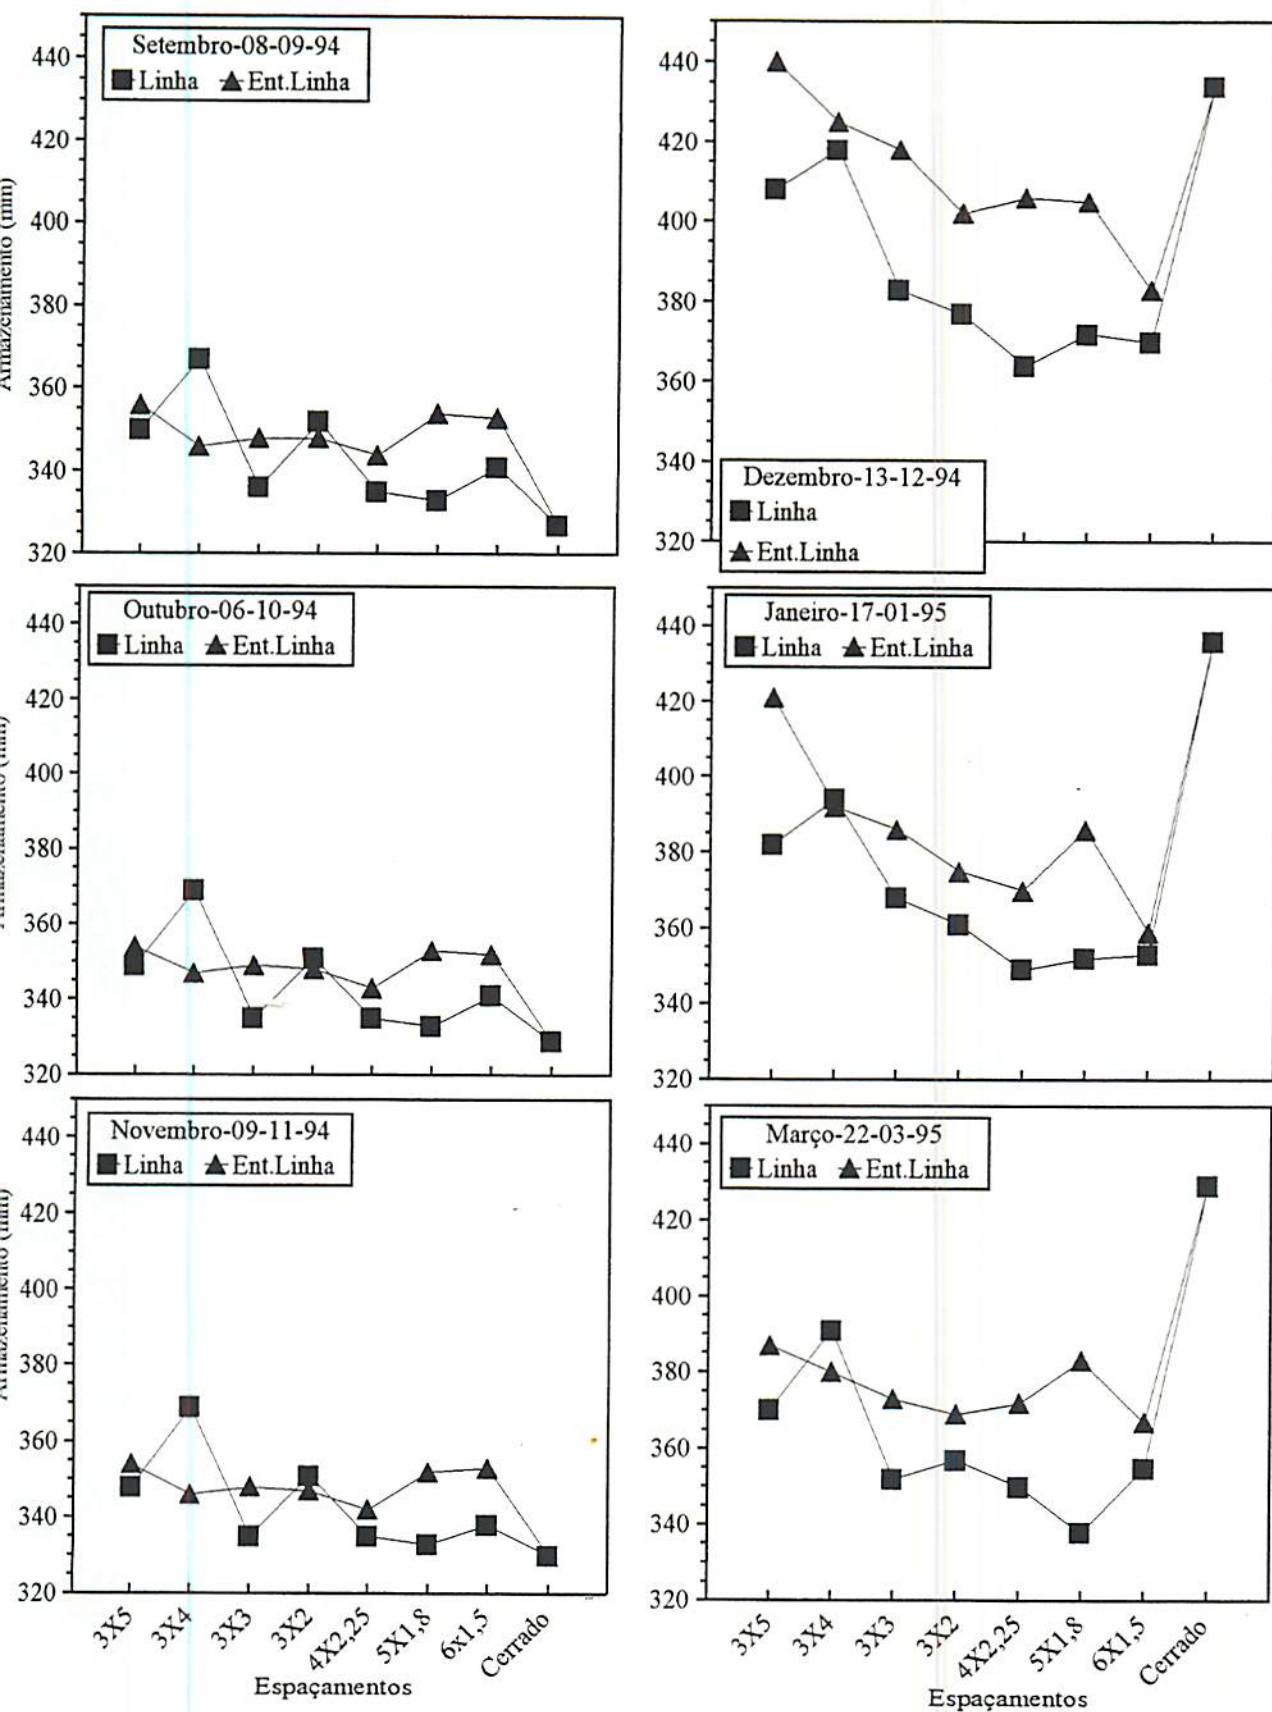 Setembro-08-09-94
Linha Ent.Linha
440
420
400
380
360
340
320
Armazenamento (mm)
Dezembro-13-12-94
Linha
Ent.Linha
440
420
400
380
360
340
320
Outubro-06-10-94
Linha Ent.Linha
440
420
400
380
360
340
320
Janeiro-17-01-95
Linha Ent.Linha
440
420
400
380
360
340
320
Novembro-09-11-94
Linha Ent.Linha
440
420
400
380
360
340
320
3X5
3X4
3X3
3X2
4X2,25
5X1,8
6x1,5
Cerrado
Espaçamentos
Março-22-03-95
Linha Ent.Linha
440
420
400
380
360
340
320
3X5
3X4
3X3
3X2
4X2,25
5X1,8
6X1,5
Cerrado
Espaçamentos